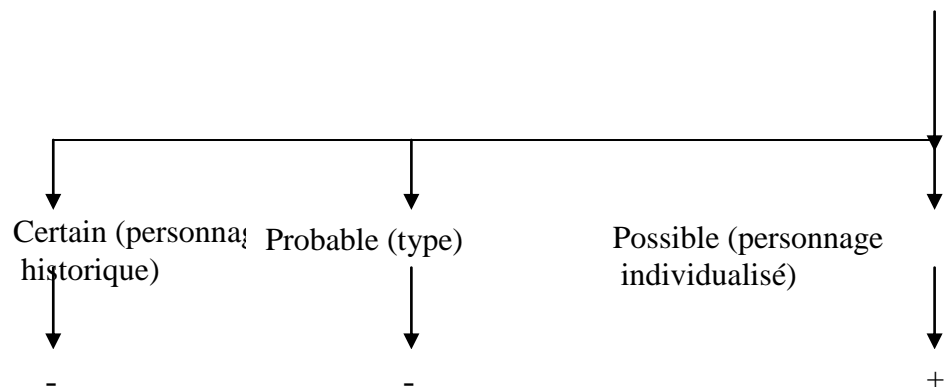 Certain (personnag
historique)
Probable (type)
Possible (personnage
individualisé)
- - +